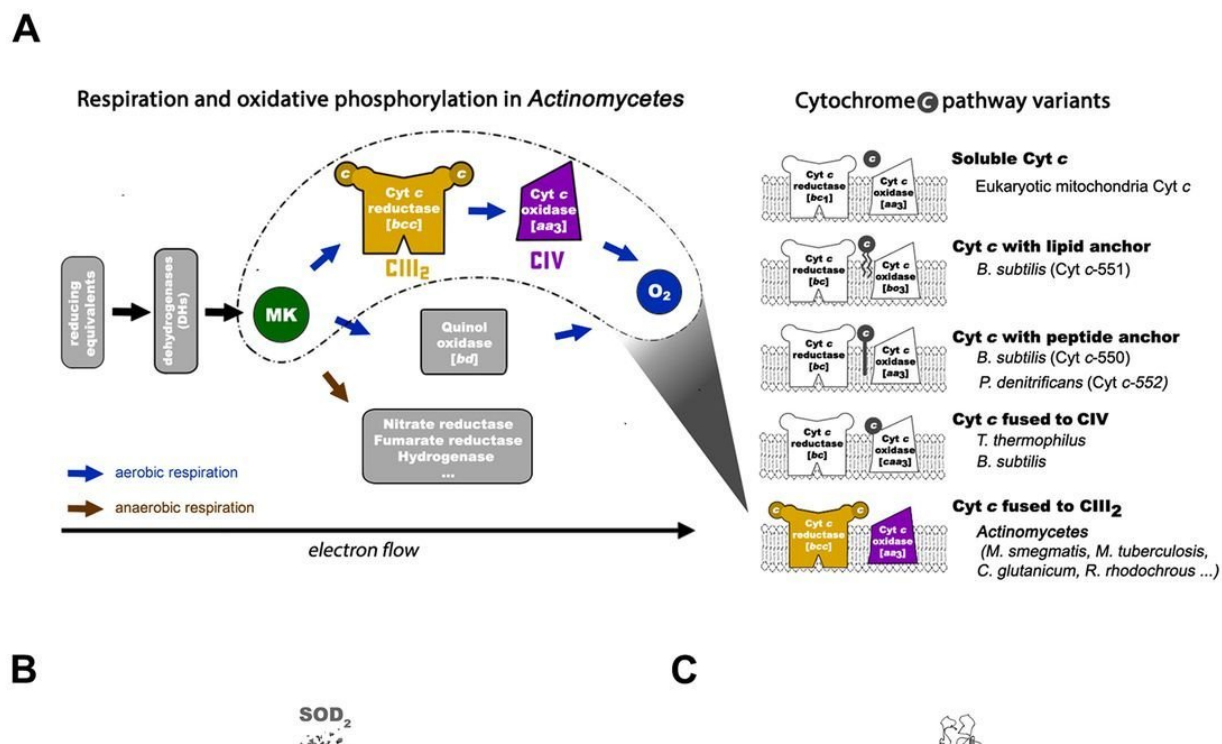 A
Respiration and oxidative phosphorylation in Actinomycetes
reducing
equivalents
dehydrogenases
(DHs)
MK
c
c
Cyt c
reductase
[bcc]
CIII₂
Cyt c
oxidase
[aa₃]
CIV
O₂
Quinol
oxidase
[bd]
Nitrate reductase
Fumarate reductase
Hydrogenase
...
aerobic respiration
anaerobic respiration
electron flow
Cytochrome c pathway variants
Cyt c
reductase
[bc₁]
c
Cyt c
oxidase
[aa₃]
Soluble Cyt c
Eukaryotic mitochondria Cyt c
Cyt c
reductase
[bc]
c
Cyt c
oxidase
[bo₃]
Cyt c with lipid anchor
B. subtilis (Cyt c-551)
Cyt c
reductase
[bc]
c
Cyt c
oxidase
[aa₃]
Cyt c with peptide anchor
B. subtilis (Cyt c-550)
P. denitrificans (Cyt c-552)
Cyt c
reductase
[bc]
c
Cyt c
oxidase
[caa₃]
Cyt c fused to CIV
T. thermophilus
B. subtilis
c
c
Cyt c
reductase
[bcc]
Cyt c
oxidase
[aa₃]
Cyt c fused to CIII₂
Actinomycetes
(M. smegmatis, M. tuberculosis,
C. glutanicum, R. rhodochrous ...)
B
SOD₂
C